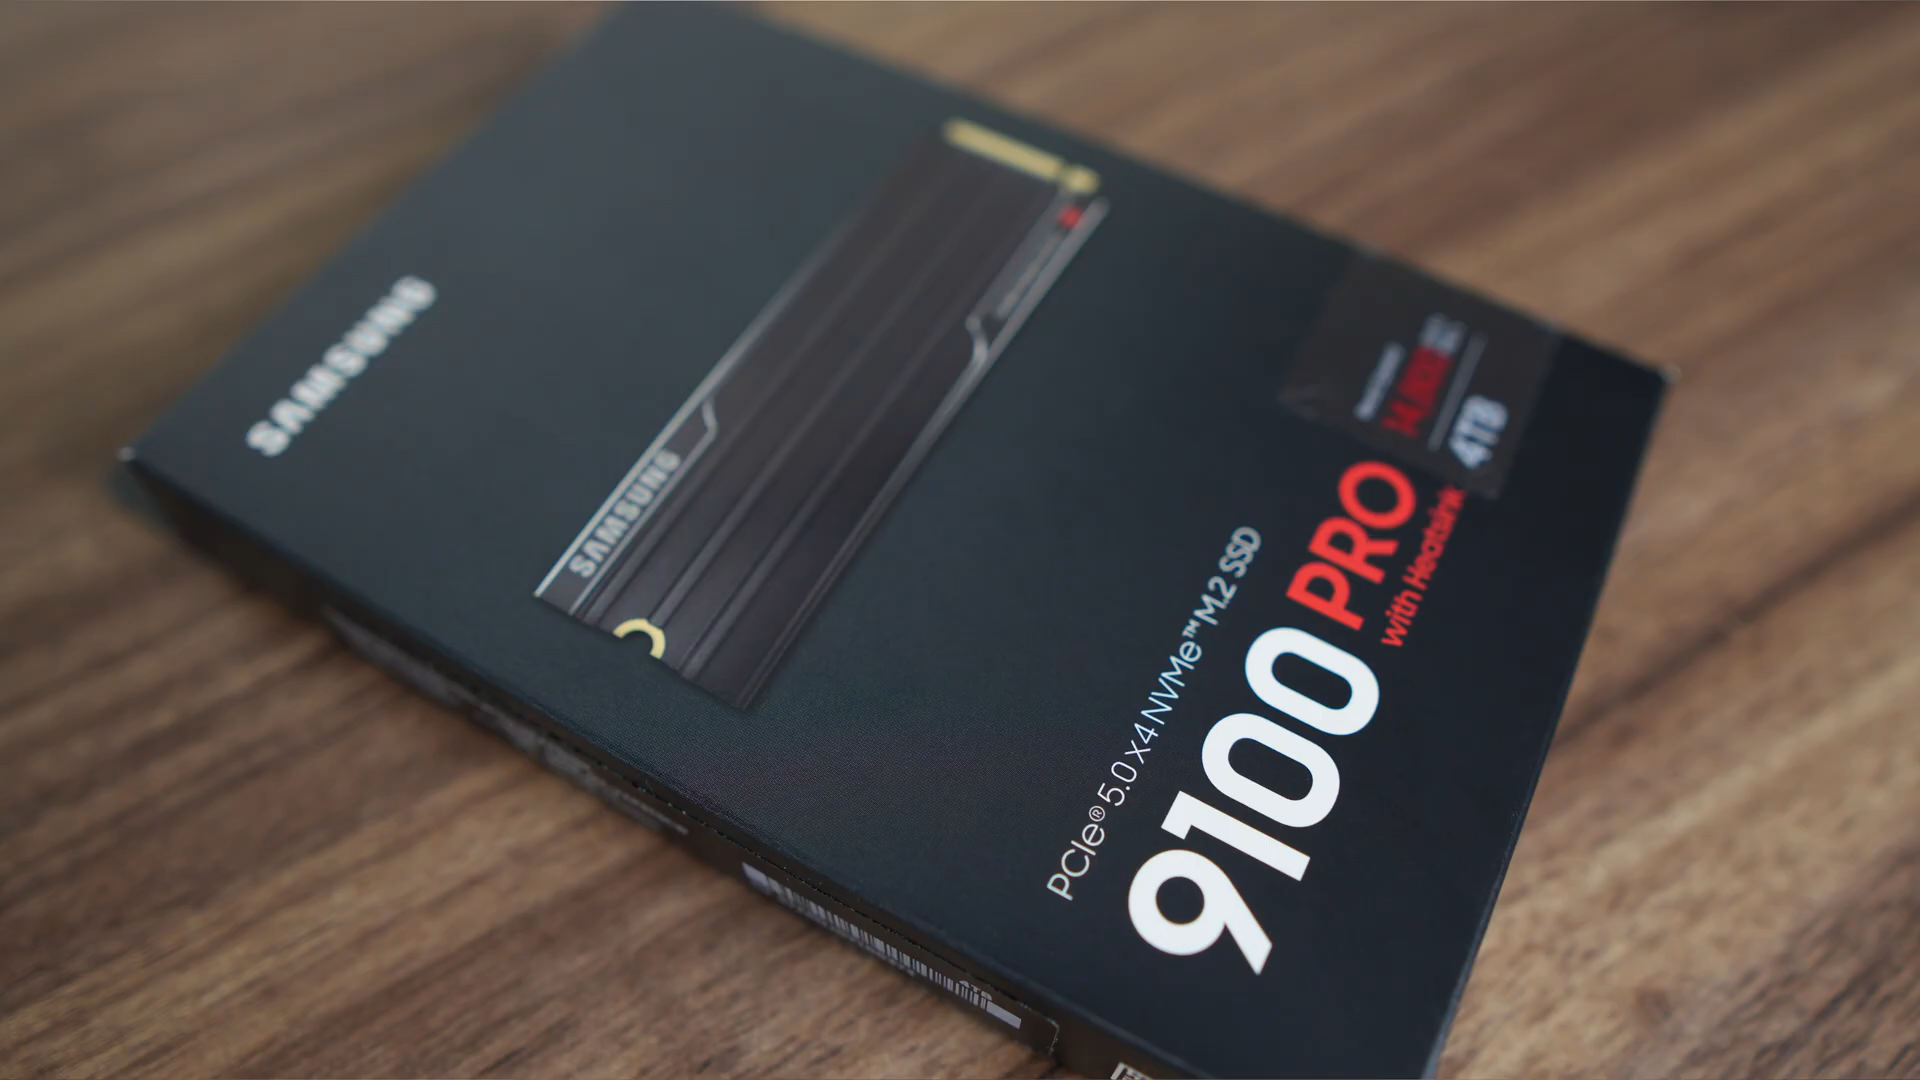 SAMSUNG
SAMSUNG
PCIe® 5.0 x4 NVMe™ M.2 SSD
9100 PRO
with Heatsink
4TB